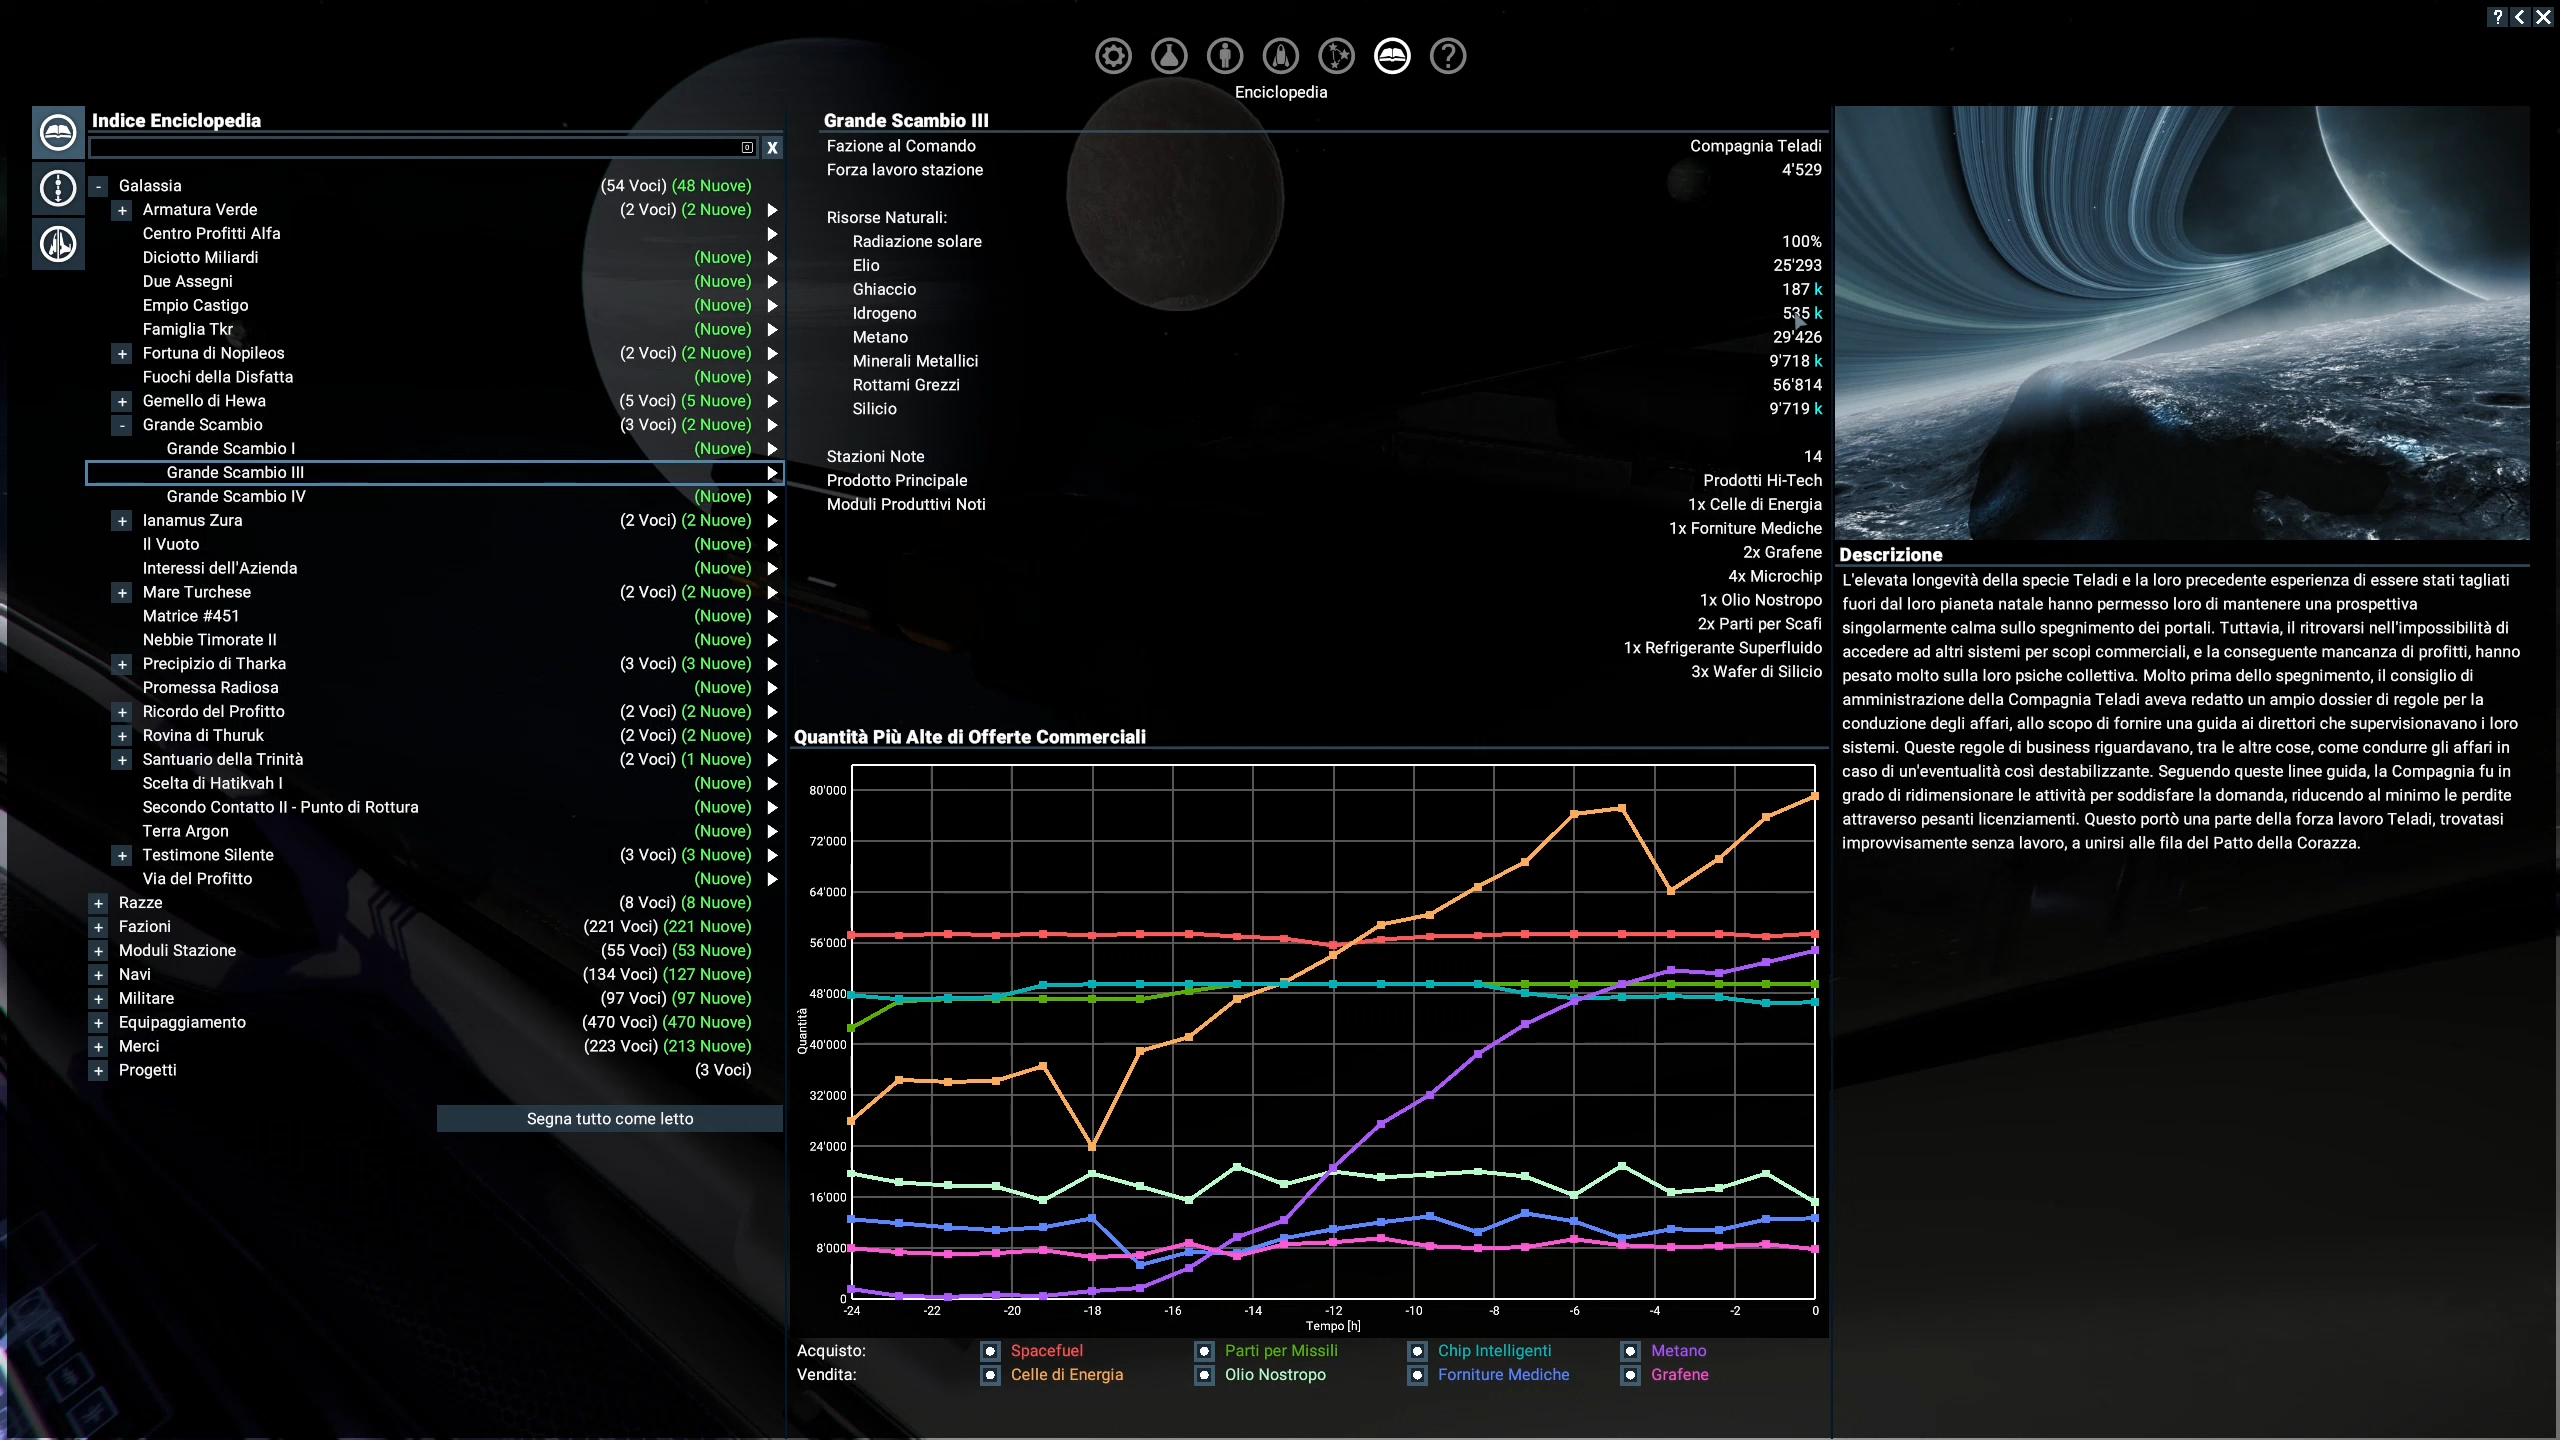 ?
Enciclopedia
Indice Enciclopedia
X
- Galassia (54 Voci) (48 Nuove)
+ Armatura Verde (2 Voci) (2 Nuove)
Centro Profitti Alfa
Diciotto Miliardi (Nuove)
Due Assegni (Nuove)
Empio Castigo (Nuove)
Famiglia Tkr (Nuove)
+ Fortuna di Nopileos (2 Voci) (2 Nuove)
Fuochi della Disfatta (Nuove)
+ Gemello di Hewa (5 Voci) (5 Nuove)
- Grande Scambio (3 Voci) (2 Nuove)
Grande Scambio I (Nuove)
Grande Scambio III
Grande Scambio IV (Nuove)
+ Ianamus Zura (2 Voci) (2 Nuove)
Il Vuoto (Nuove)
Interessi dell'Azienda (Nuove)
+ Mare Turchese (2 Voci) (2 Nuove)
Matrice #451 (Nuove)
Nebbie Timorate II (Nuove)
+ Precipizio di Tharka (3 Voci) (3 Nuove)
Promessa Radiosa (Nuove)
+ Ricordo del Profitto (2 Voci) (2 Nuove)
+ Rovina di Thuruk (2 Voci) (2 Nuove)
+ Santuario della Trinità (2 Voci) (1 Nuove)
Scelta di Hatikvah I (Nuove)
Secondo Contatto II - Punto di Rottura (Nuove)
Terra Argon (Nuove)
+ Testimone Silente (3 Voci) (3 Nuove)
Via del Profitto (Nuove)
+ Razze (8 Voci) (8 Nuove)
+ Fazioni (221 Voci) (221 Nuove)
+ Moduli Stazione (55 Voci) (53 Nuove)
+ Navi (134 Voci) (127 Nuove)
+ Militare (97 Voci) (97 Nuove)
+ Equipaggiamento (470 Voci) (470 Nuove)
+ Merci (223 Voci) (213 Nuove)
+ Progetti (3 Voci)
Segna tutto come letto
Grande Scambio III
Fazione al Comando Compagnia Teladi
Forza lavoro stazione 4'529
Risorse Naturali:
Radiazione solare 100%
Elio 25'293
Ghiaccio 187 k
Idrogeno 535 k
Metano 29'426
Minerali Metallici 9'718 k
Rottami Grezzi 56'814
Silicio 9'719 k
Stazioni Note 14
Prodotto Principale Prodotti Hi-Tech
Moduli Produttivi Noti 1x Celle di Energia
1x Forniture Mediche
2x Grafene
4x Microchip
1x Olio Nostropo
2x Parti per Scafi
1x Refrigerante Superfluido
3x Wafer di Silicio
Quantità Più Alte di Offerte Commerciali
80'000
72'000
64'000
56'000
48'000
40'000
32'000
24'000
16'000
8'000
0
Quantità
-24 -22 -20 -18 -16 -14 -12 -10 -8 -6 -4 -2 0
Tempo [h]
Acquisto: Spacefuel Parti per Missili Chip Intelligenti Metano
Vendita: Celle di Energia Olio Nostropo Forniture Mediche Grafene
Descrizione
L'elevata longevità della specie Teladi e la loro precedente esperienza di essere stati tagliati
fuori dal loro pianeta natale hanno permesso loro di mantenere una prospettiva
singolarmente calma sullo spegnimento dei portali. Tuttavia, il ritrovarsi nell'impossibilità di
accedere ad altri sistemi per scopi commerciali, e la conseguente mancanza di profitti, hanno
pesato molto sulla loro psiche collettiva. Molto prima dello spegnimento, il consiglio di
amministrazione della Compagnia Teladi aveva redatto un ampio dossier di regole per la
conduzione degli affari, allo scopo di fornire una guida ai direttori che supervisionavano i loro
sistemi. Queste regole di business riguardavano, tra le altre cose, come condurre gli affari in
caso di un'eventualità così destabilizzante. Seguendo queste linee guida, la Compagnia fu in
grado di ridimensionare le attività per soddisfare la domanda, riducendo al minimo le perdite
attraverso pesanti licenziamenti. Questo portò una parte della forza lavoro Teladi, trovatasi
improvvisamente senza lavoro, a unirsi alle fila del Patto della Corazza.